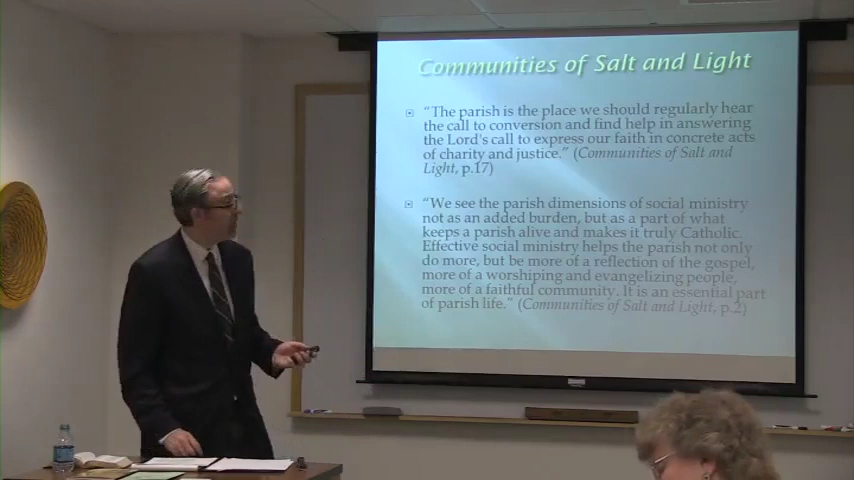 Communities of Salt and Light
“The parish is the place we should regularly hear
the call to conversion and find help in answering
the Lord's call to express our faith in concrete acts
of charity and justice.” (Communities of Salt and
Light, p.17)
“We see the parish dimensions of social ministry
not as an added burden, but as a part of what
keeps a parish alive and makes it truly Catholic.
Effective social ministry helps the parish not only
do more, but be more of a reflection of the gospel,
more of a worshiping and evangelizing people,
more of a faithful community. It is an essential part
of parish life.” (Communities of Salt and Light, p.2)